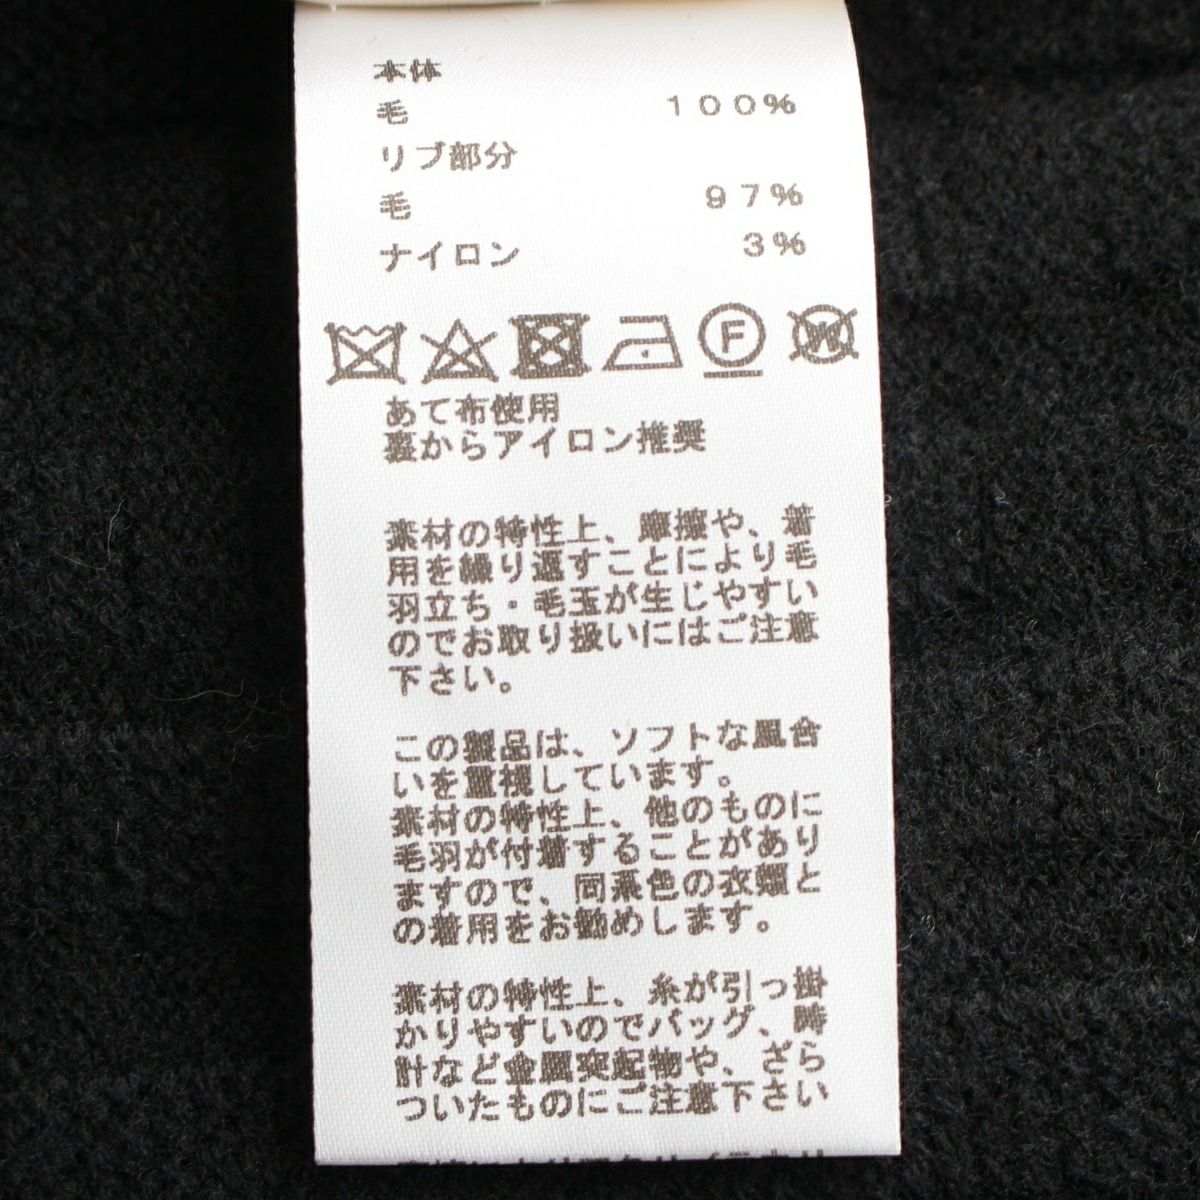 本体
毛 100%
リブ部分
毛 97%
ナイロン 3%
F W
あて布使用
裏からアイロン推奨
素材の特性上、摩擦や、着
用を繰り返すことにより毛
羽立ち・毛玉が生じやすい
のでお取り扱いにはご注意
下さい。
この製品は、ソフトな風合
いを重視しています。
素材の特性上、他のものに
毛羽が付着することがあり
ますので、同系色の衣類と
の着用をお勧めします。
素材の特性上、糸が引っ掛
かりやすいのでバッグ、時
計など金属突起物や、ざら
ついたものにご注意下さい